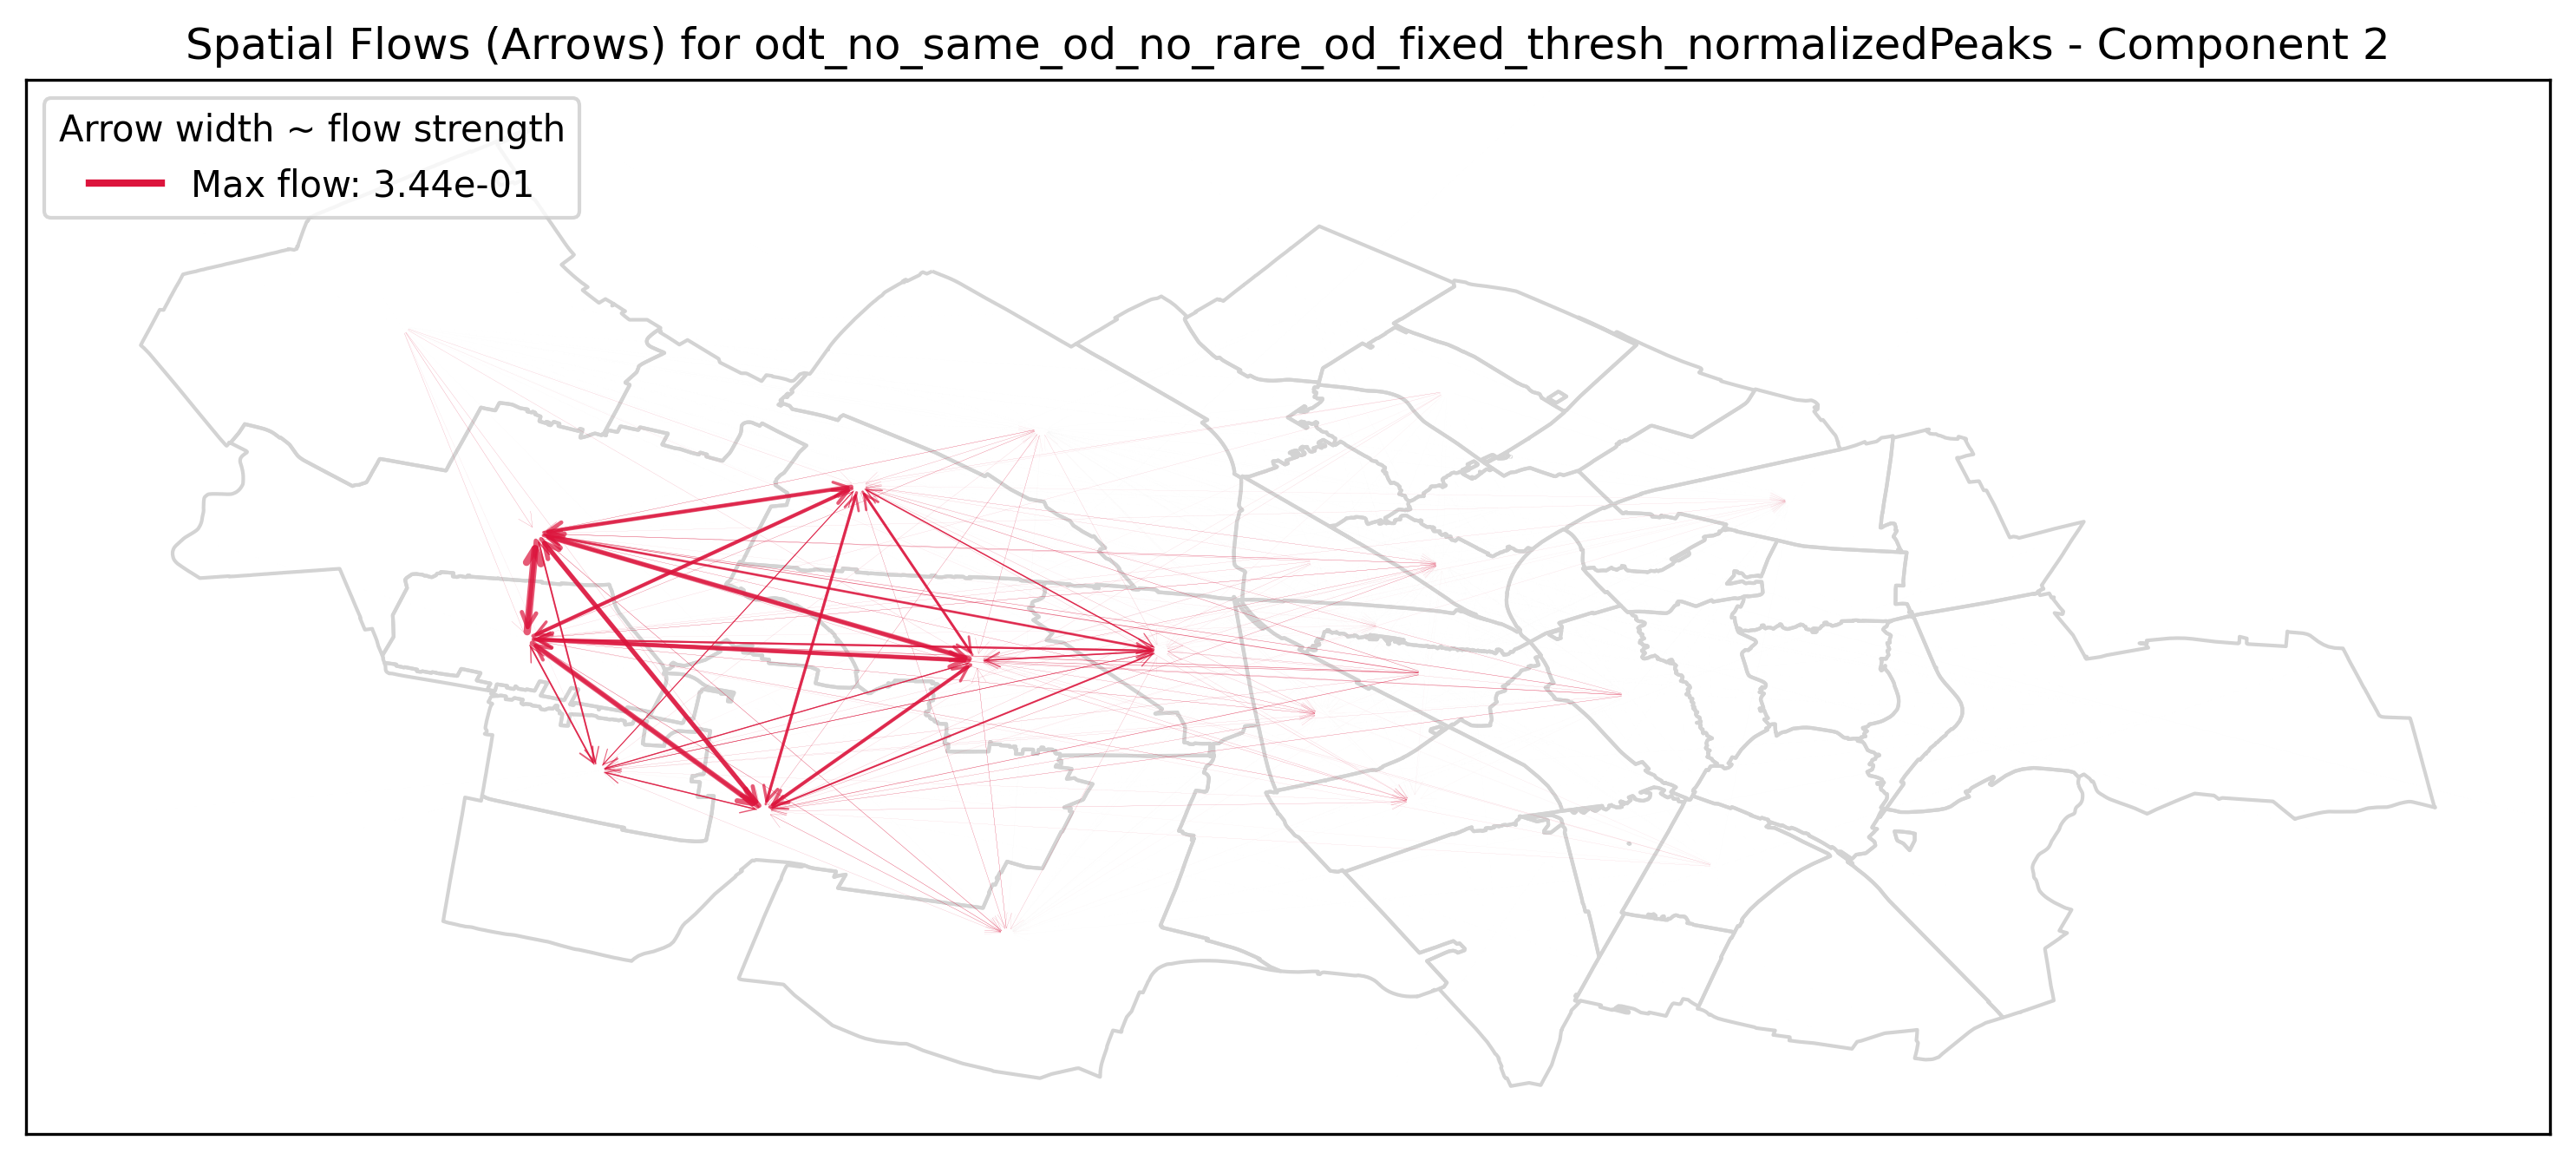 Spatial Flows (Arrows) for odt_no_same_od_no_rare_od_fixed_thresh_normalizedPeaks - Component 2
Arrow width ~ flow strength
Max flow: 3.44e-01